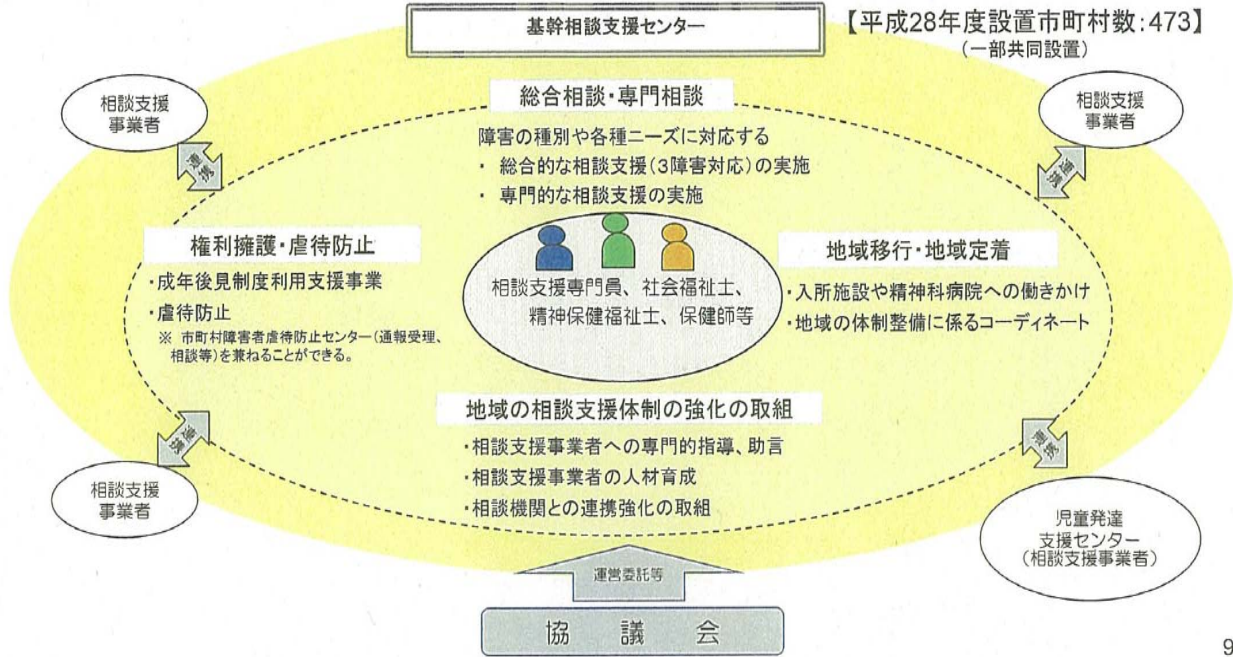 基幹相談支援センター
【平成28年度設置市町村数:473】
(一部共同設置)
相談支援
事業者
連携
総合相談・専門相談
障害の種別や各種ニーズに対応する
・ 総合的な相談支援(3障害対応)の実施
・ 専門的な相談支援の実施
相談支援
事業者
連携
権利擁護・虐待防止
・成年後見制度利用支援事業
・虐待防止
※ 市町村障害者虐待防止センター(通報受理、
相談等)を兼ねることができる。
相談支援専門員、社会福祉士、
精神保健福祉士、保健師等
地域移行・地域定着
・入所施設や精神科病院への働きかけ
・地域の体制整備に係るコーディネート
地域の相談支援体制の強化の取組
・相談支援事業者への専門的指導、助言
・相談支援事業者の人材育成
・相談機関との連携強化の取組
連携
相談支援
事業者
連携
児童発達
支援センター
(相談支援事業者)
運営委託等
協 議 会
9